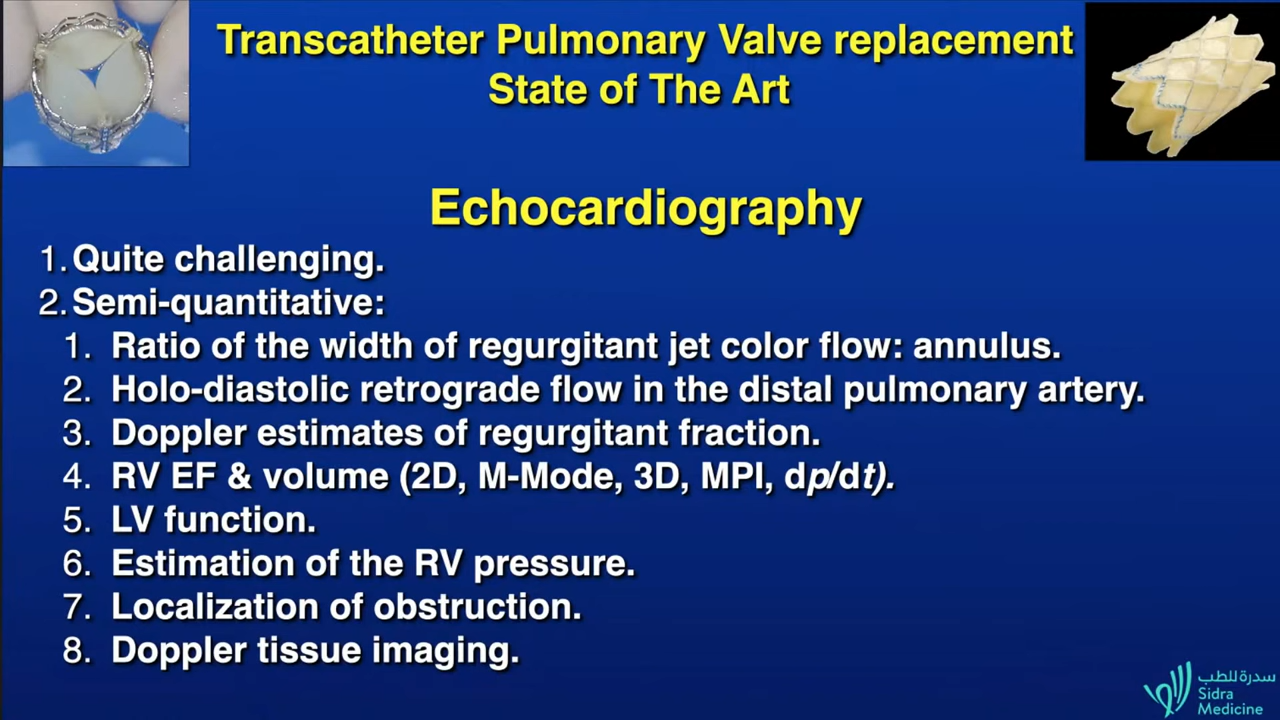 Transcatheter Pulmonary Valve replacement
State of The Art
Echocardiography
1. Quite challenging.
2. Semi-quantitative:
1. Ratio of the width of regurgitant jet color flow: annulus.
2. Holo-diastolic retrograde flow in the distal pulmonary artery.
3. Doppler estimates of regurgitant fraction.
4. RV EF & volume (2D, M-Mode, 3D, MPI, dp/dt).
5. LV function.
6. Estimation of the RV pressure.
7. Localization of obstruction.
8. Doppler tissue imaging.
سدرة للطب
Sidra
Medicine